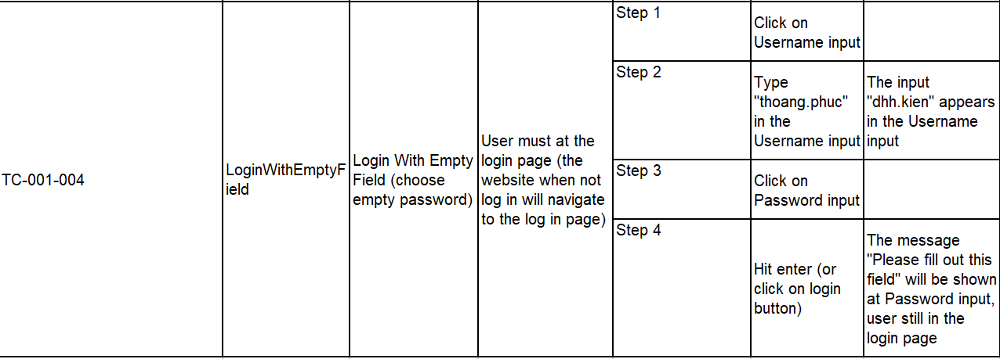 TC-001-004
LoginWithEmptyF
ield
Login With Empty
Field (choose
empty password)
User must at the
login page (the
website when not
log in will navigate
to the log in page)
Step 1
Click on
Username input
Step 2
Type
"thoang.phuc"
in the
Username input
The input
"dhh.kien" appears
in the Username
input
Step 3
Click on
Password input
Step 4
Hit enter (or
click on login
button)
The message
"Please fill out this
field" will be shown
at Password input,
user still in the
login page